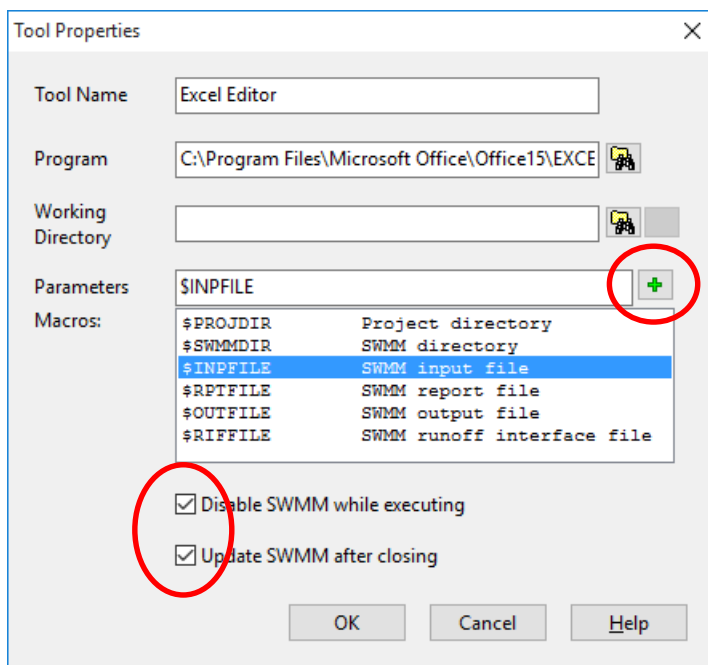 Tool Properties
Tool Name Excel Editor
Program C:\Program Files\Microsoft Office\Office15\EXCE
Working
Directory
Parameters $INPFILE
Macros:
$PROJDIR Project directory
$SWMMDIR SWMM directory
$INPFILE SWMM input file
$RPTFILE SWMM report file
$OUTFILE SWMM output file
$RIFFILE SWMM runoff interface file
Disable SWMM while executing
Update SWMM after closing
OK Cancel Help